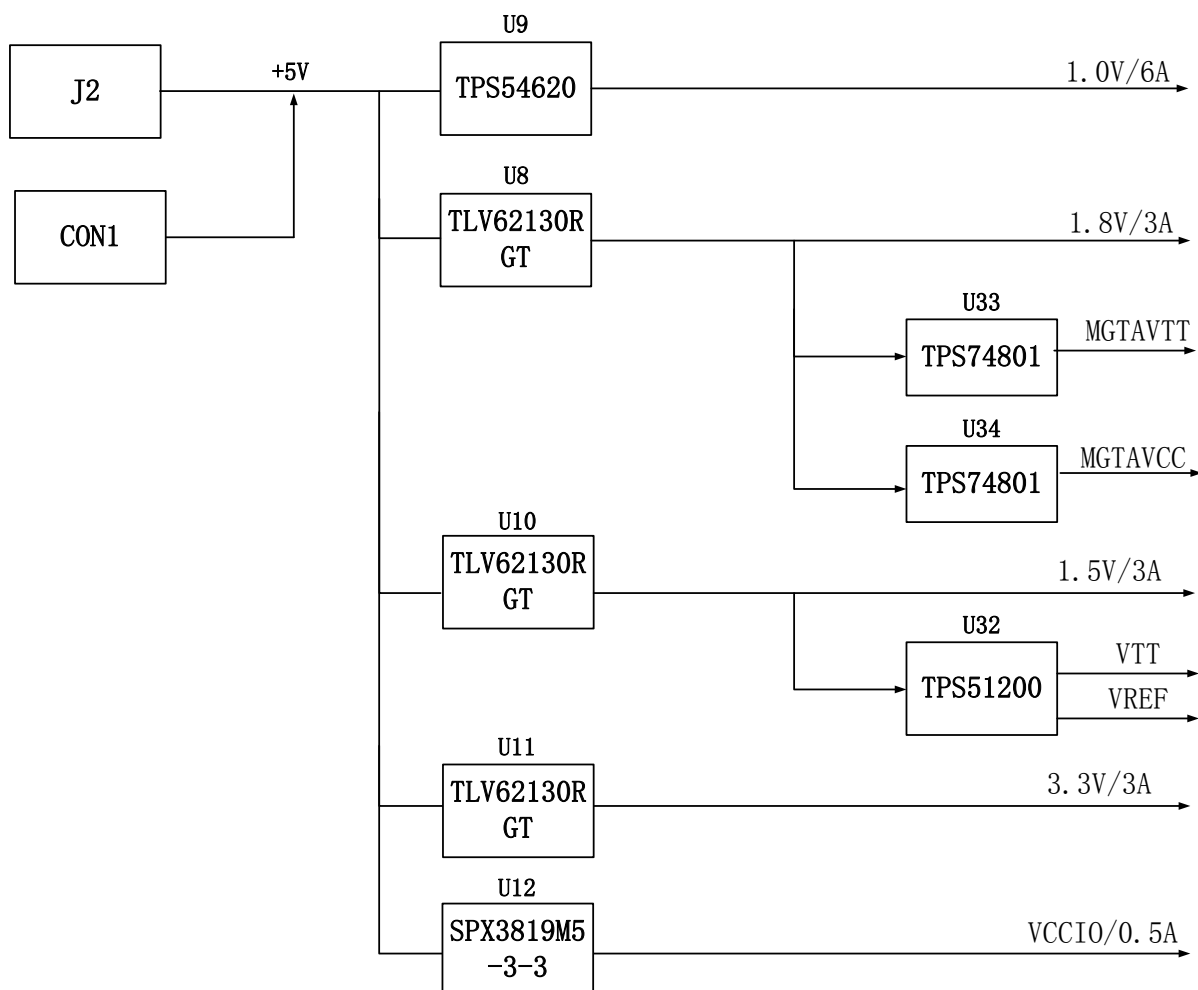 U9
J2
+5V
TPS54620
1.0V/6A
U8
CON1
TLV62130R
GT
1.8V/3A
U33
TPS74801
MGTAVTT
U34
TPS74801
MGTAVCC
U10
TLV62130R
GT
1.5V/3A
U32
TPS51200
VTT
VREF
U11
TLV62130R
GT
3.3V/3A
U12
SPX3819M5
-3-3
VCCIO/0.5A